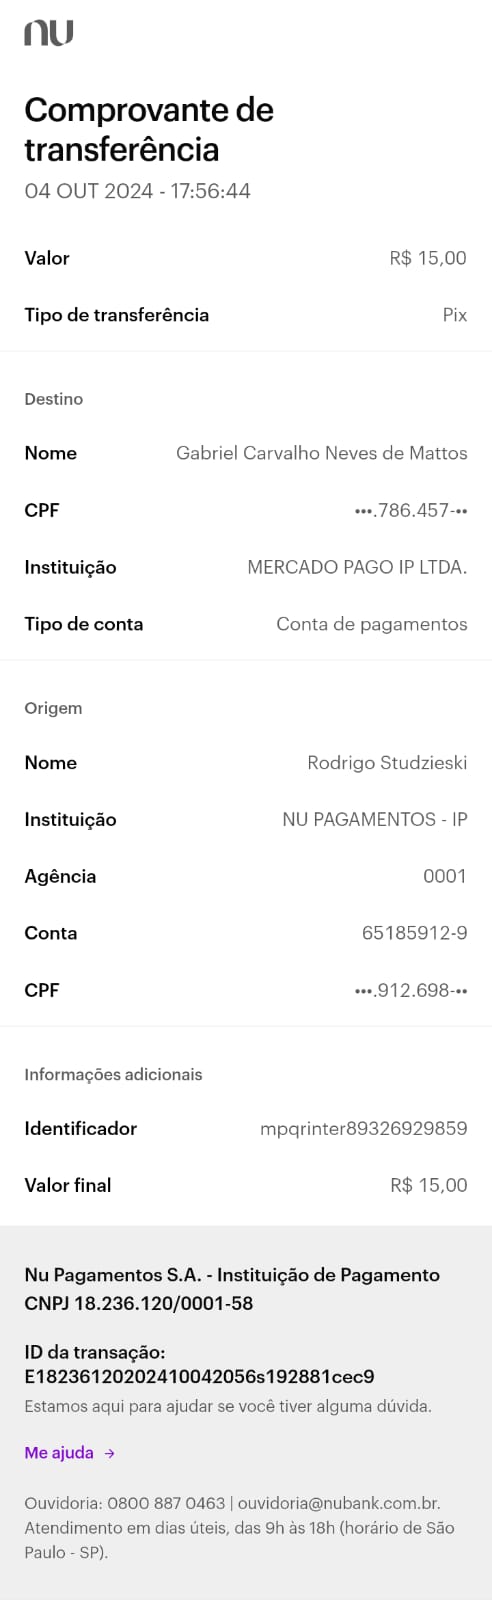 nu
Comprovante de
transferência
04 OUT 2024 - 17:56:44
Valor R$ 15,00
Tipo de transferência Pix
Destino
Nome Gabriel Carvalho Neves de Mattos
CPF •••.786.457-••
Instituição MERCADO PAGO IP LTDA.
Tipo de conta Conta de pagamentos
Origem
Nome Rodrigo Studzieski
Instituição NU PAGAMENTOS - IP
Agência 0001
Conta 65185912-9
CPF •••.912.698-••
Informações adicionais
Identificador mpqrinter89326929859
Valor final R$ 15,00
Nu Pagamentos S.A. - Instituição de Pagamento
CNPJ 18.236.120/0001-58
ID da transação:
E18236120202410042056s192881cec9
Estamos aqui para ajudar se você tiver alguma dúvida.
Me ajuda →
Ouvidoria: 0800 887 0463 | ouvidoria@nubank.com.br.
Atendimento em dias úteis, das 9h às 18h (horário de São
Paulo - SP).